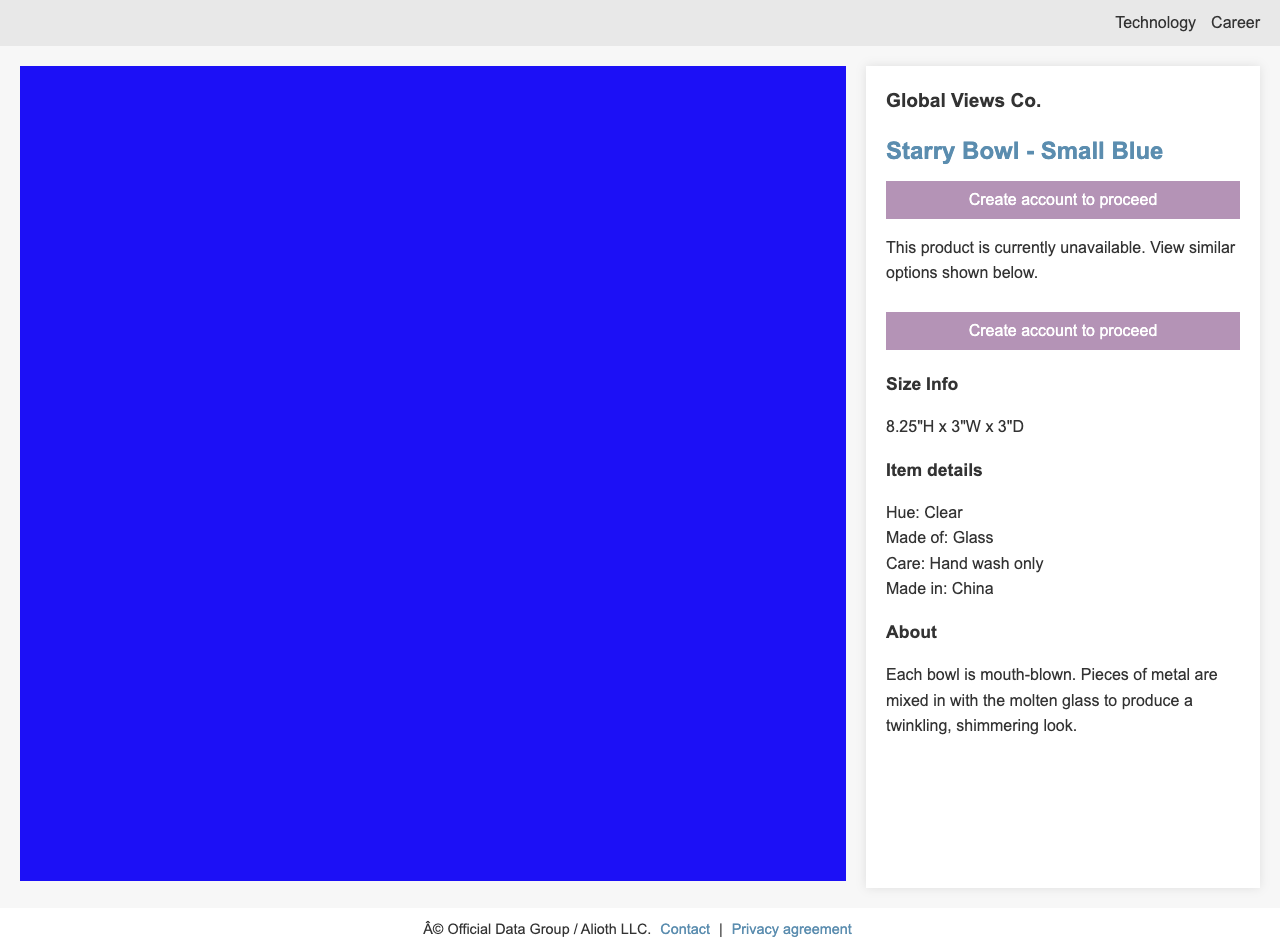 Technology Career
Global Views Co.
Starry Bowl - Small Blue
Create account to proceed
This product is currently unavailable. View similar
options shown below.
Create account to proceed
Size Info
8.25"H x 3"W x 3"D
Item details
Hue: Clear
Made of: Glass
Care: Hand wash only
Made in: China
About
Each bowl is mouth-blown. Pieces of metal are
mixed in with the molten glass to produce a
twinkling, shimmering look.
Â© Official Data Group / Alioth LLC. Contact | Privacy agreement